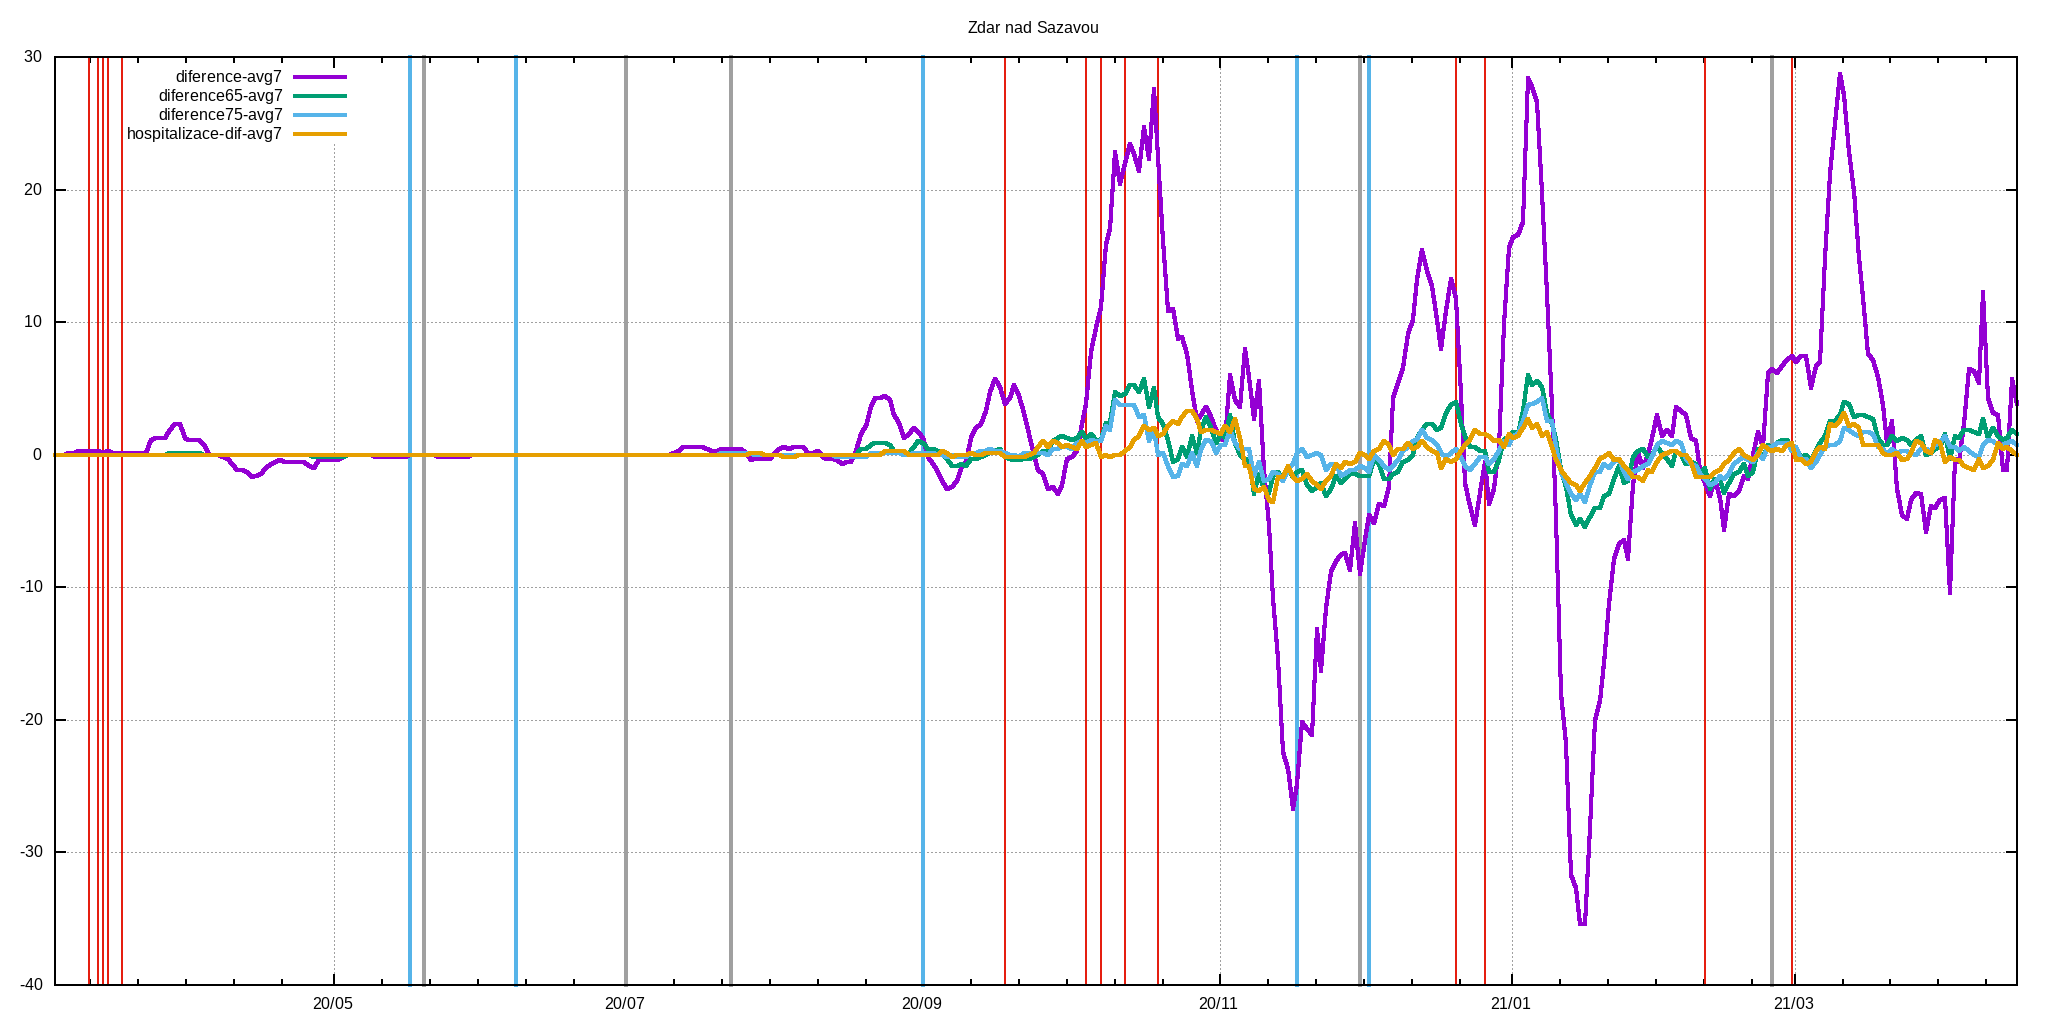 Zdar nad Sazavou
diference-avg7
diference65-avg7
diference75-avg7
hospitalizace-dif-avg7
30
20
10
0
-10
-20
-30
-40
20/05 20/07 20/09 20/11 21/01 21/03